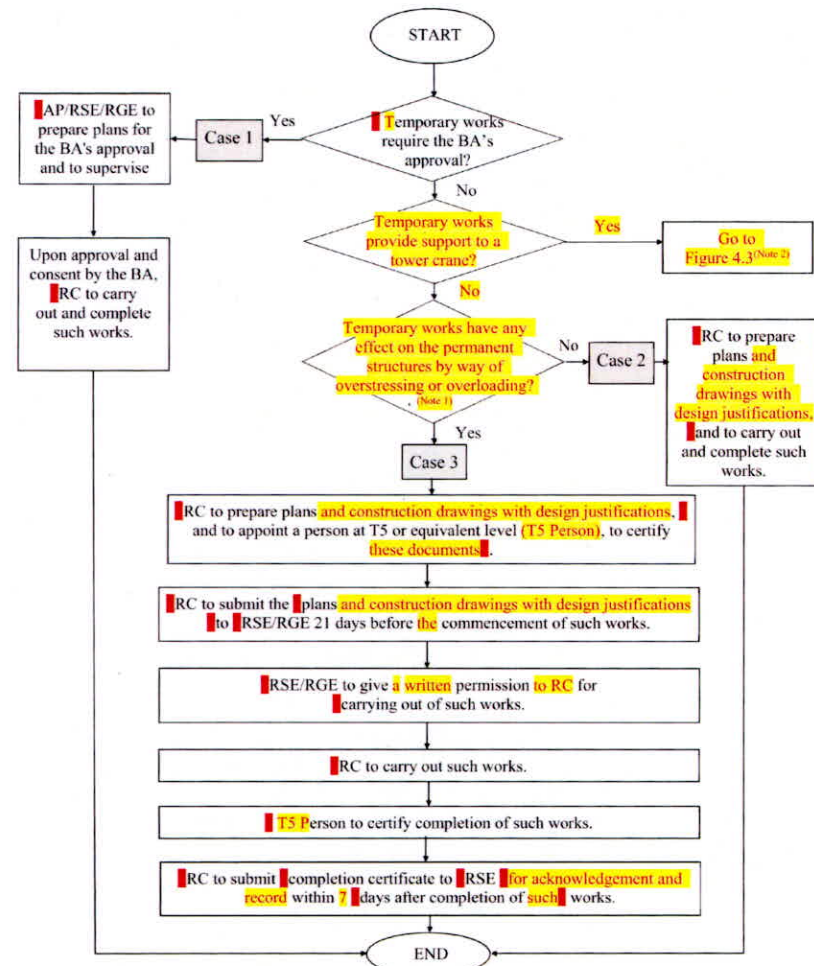 START
AP/RSE/RGE to
prepare plans for
the BA's approval
and to supervise
Case 1
Yes
Temporary works
require the BA's
approval?
No
Upon approval and
consent by the BA,
RC to carry
out and complete
such works.
Temporary works
provide support to a
tower crane?
Yes
Go to
Figure 4.3(Note 2)
No
Temporary works have any
effect on the permanent
structures by way of
overstressing or overloading?
(Note 1)
No
Case 2
RC to prepare
plans and
construction
drawings with
design justifications,
and to carry out
and complete such
works.
Yes
Case 3
RC to prepare plans and construction drawings with design justifications,
and to appoint a person at T5 or equivalent level (T5 Person), to certify
these documents.
RC to submit the plans and construction drawings with design justifications
to RSE/RGE 21 days before the commencement of such works.
RSE/RGE to give a written permission to RC for
carrying out of such works.
RC to carry out such works.
T5 Person to certify completion of such works.
RC to submit completion certificate to RSE for acknowledgement and
record within 7 days after completion of such works.
END